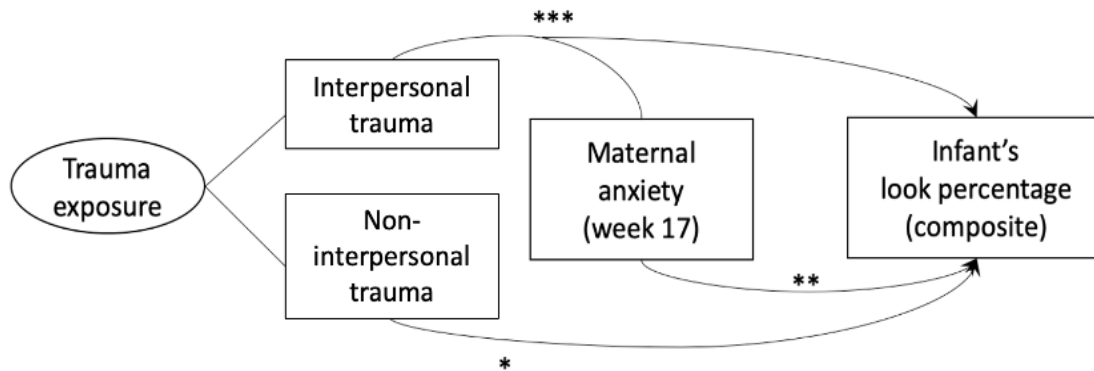 ***
Interpersonal
trauma
Trauma
exposure
Maternal
anxiety
(week 17)
Infant’s
look percentage
(composite)
Non-
interpersonal
trauma
**
*